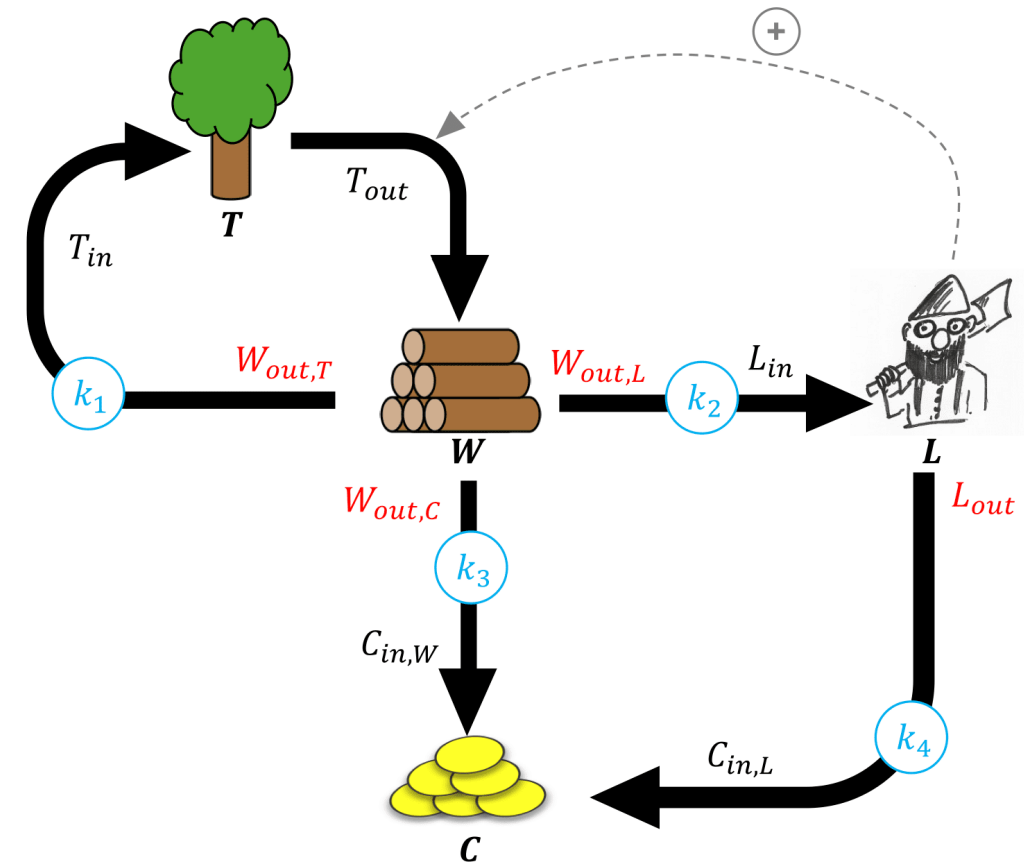 +
T
T_out
T_in
W_out,T
k_1
W
W_out,L
k_2
L_in
L
W_out,C
L_out
k_3
C_in,W
k_4
C_in,L
C